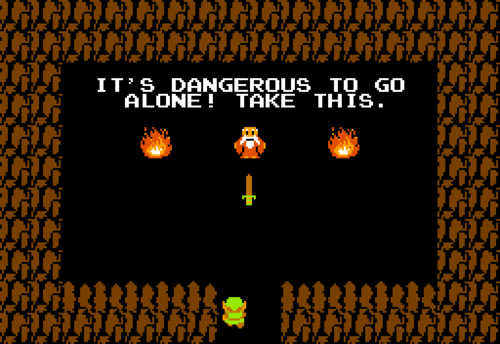 IT'S DANGEROUS TO GO
ALONE! TAKE THIS.